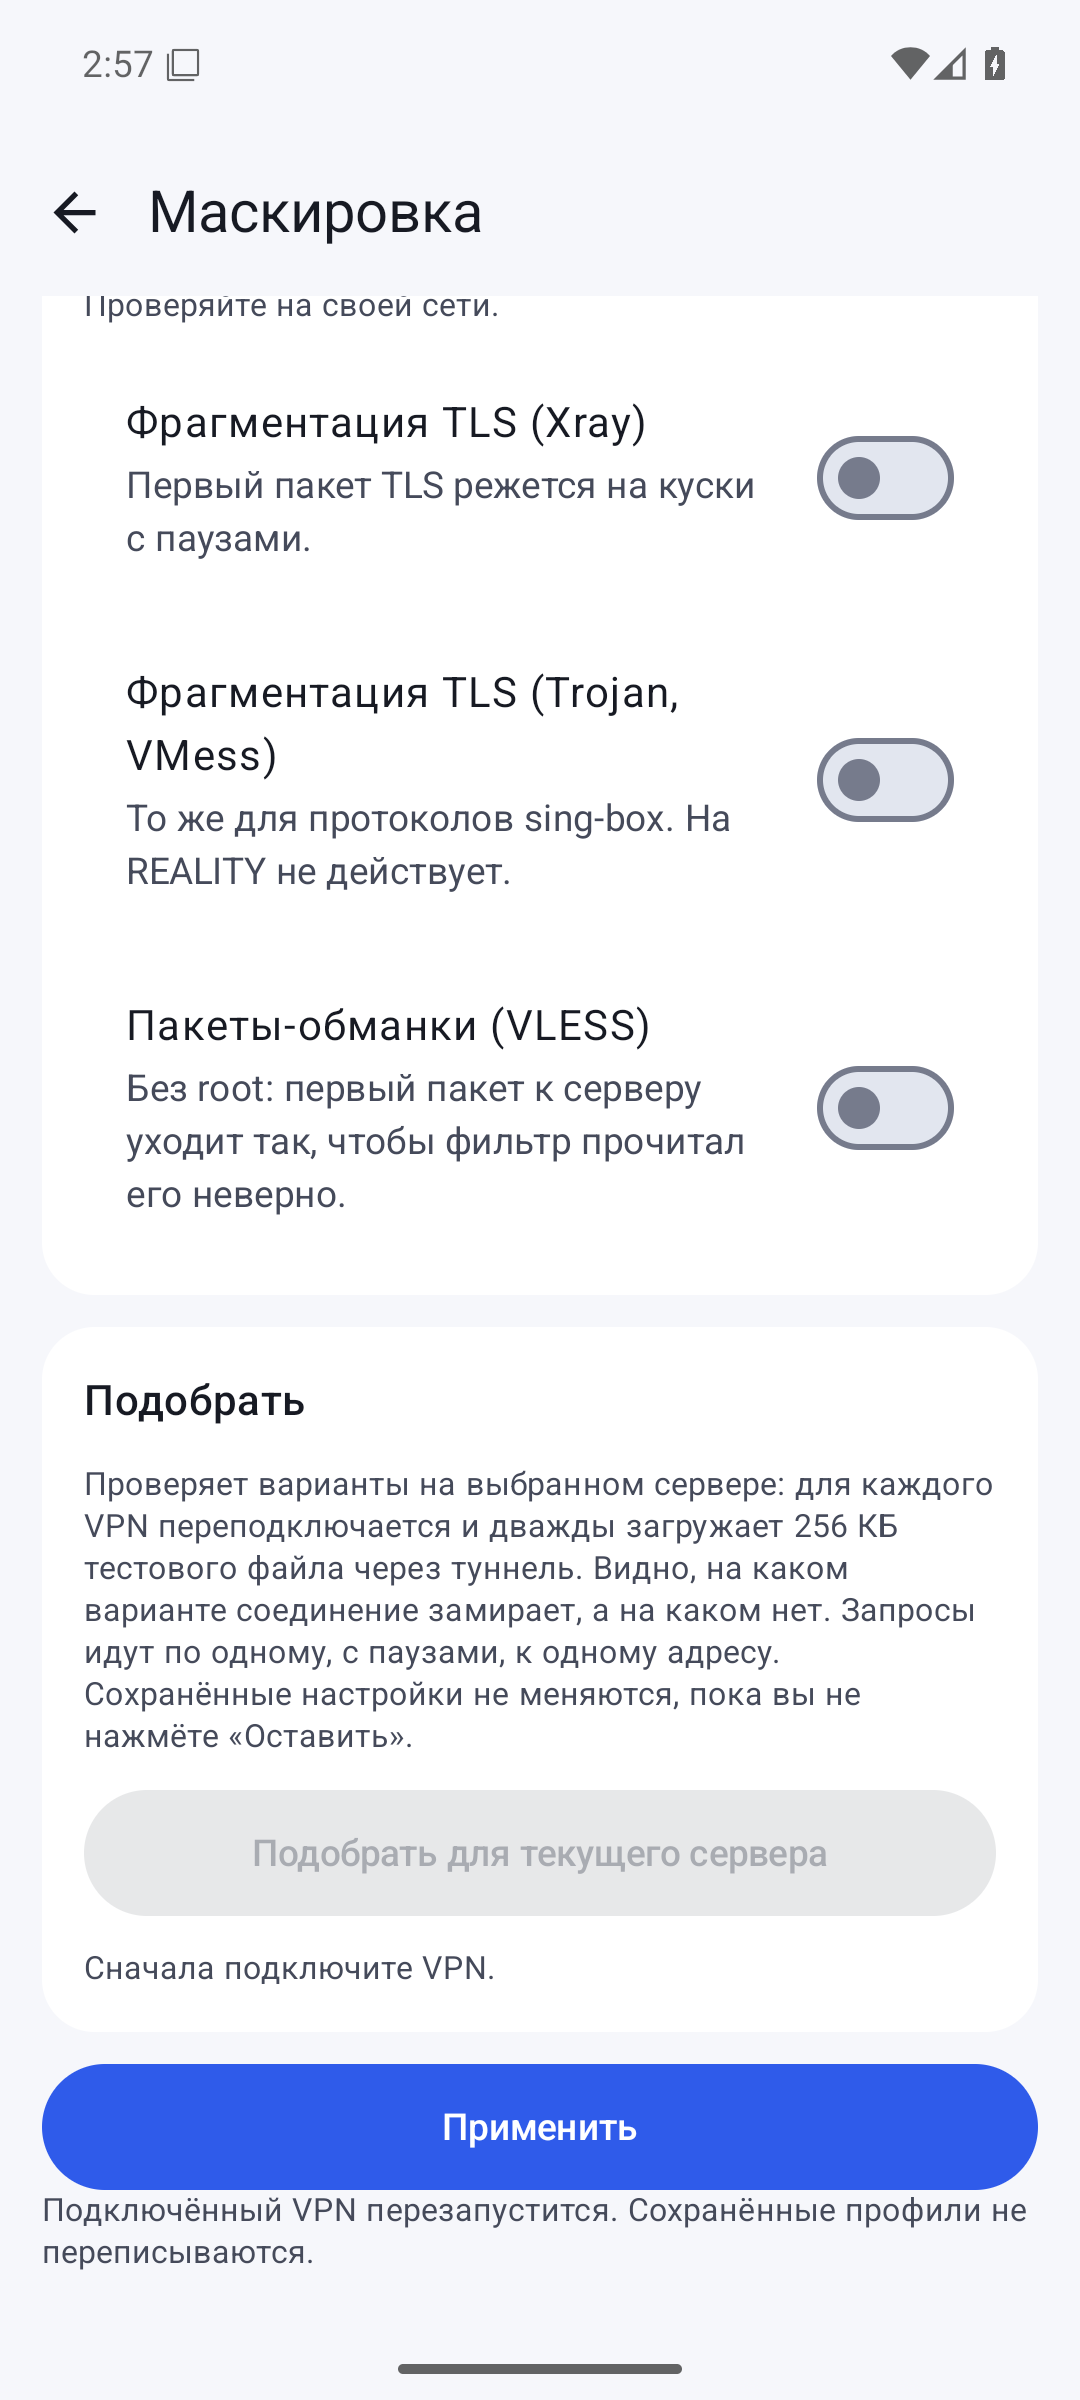 2:57
Маскировка
Проверяйте на своей сети.
Фрагментация TLS (Xray)
Первый пакет TLS режется на куски
с паузами.
Фрагментация TLS (Trojan,
VMess)
То же для протоколов sing-box. На
REALITY не действует.
Пакеты-обманки (VLESS)
Без root: первый пакет к серверу
уходит так, чтобы фильтр прочитал
его неверно.
Подобрать
Проверяет варианты на выбранном сервере: для каждого
VPN переподключается и дважды загружает 256 КБ
тестового файла через туннель. Видно, на каком
варианте соединение замирает, а на каком нет. Запросы
идут по одному, с паузами, к одному адресу.
Сохранённые настройки не меняются, пока вы не
нажмёте «Оставить».
Подобрать для текущего сервера
Сначала подключите VPN.
Применить
Подключённый VPN перезапустится. Сохранённые профили не
переписываются.